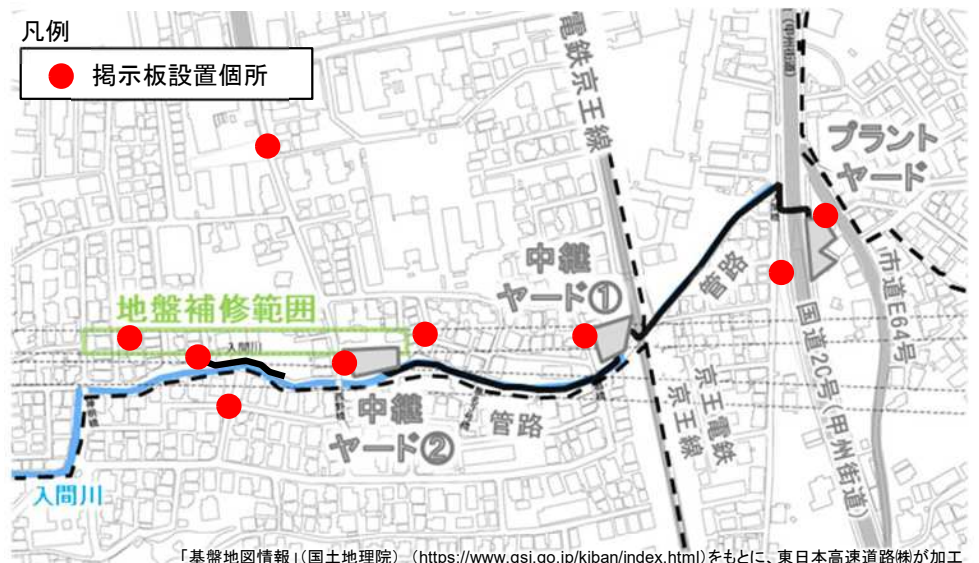 凡例
掲示板設置個所
電鉄京王線
(甲州街道)
プラント
ヤード
中継
ヤード①
管路
地盤補修範囲
入間川
市道E64号
国道20号(甲州街道)
中継
ヤード②
管路
京王電鉄
京王線
入間川
「基盤地図情報」(国土地理院) (https://www.gsi.go.jp/kiban/index.html)をもとに、東日本高速道路㈱が加工